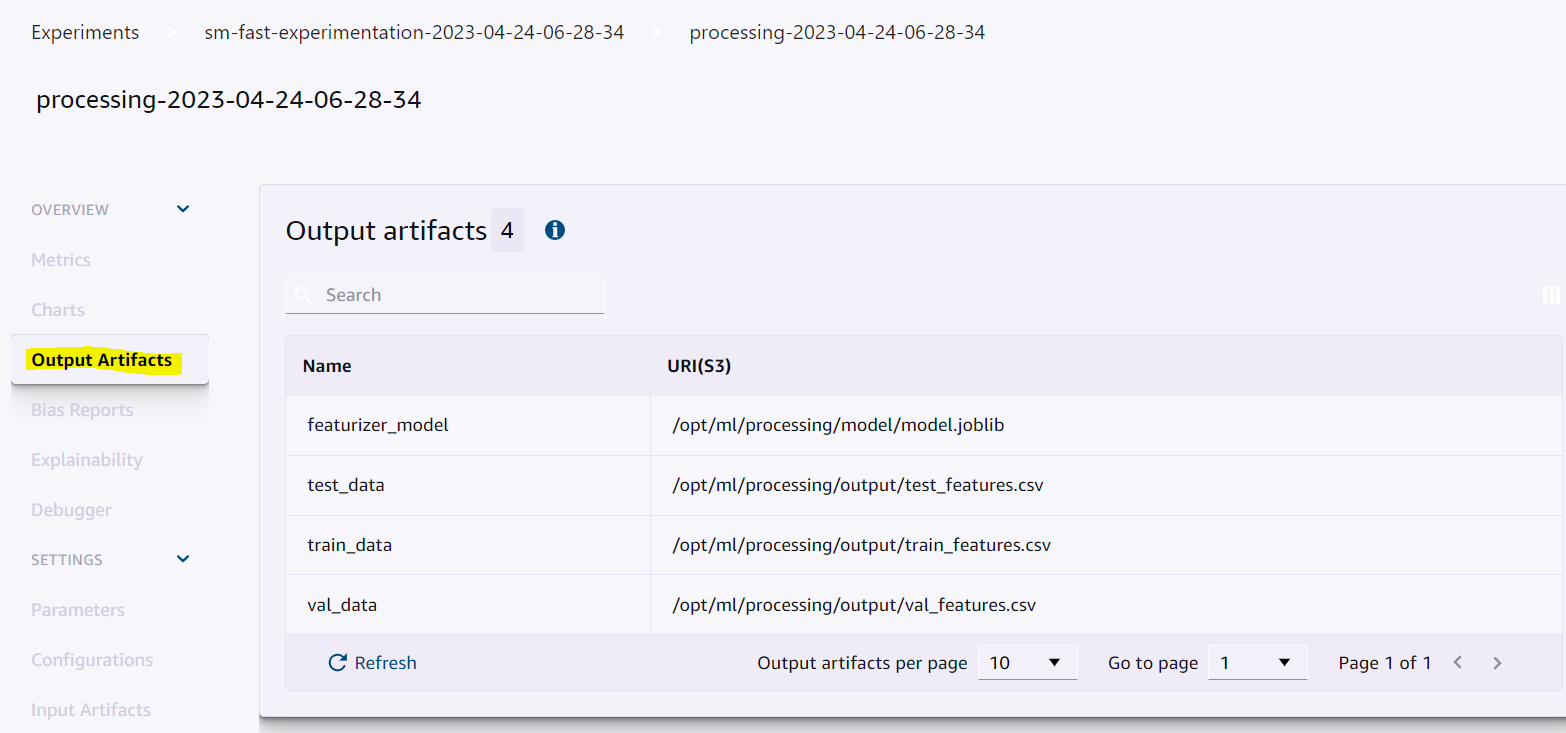 Experiments sm-fast-experimentation-2023-04-24-06-28-34 processing-2023-04-24-06-28-34
processing-2023-04-24-06-28-34
OVERVIEW
Metrics
Charts
Output Artifacts
Bias Reports
Explainability
Debugger
SETTINGS
Parameters
Configurations
Input Artifacts
Output artifacts 4
Search
Name URI(S3)
featurizer_model /opt/ml/processing/model/model.joblib
test_data /opt/ml/processing/output/test_features.csv
train_data /opt/ml/processing/output/train_features.csv
val_data /opt/ml/processing/output/val_features.csv
Refresh Output artifacts per page 10 Go to page 1 Page 1 of 1